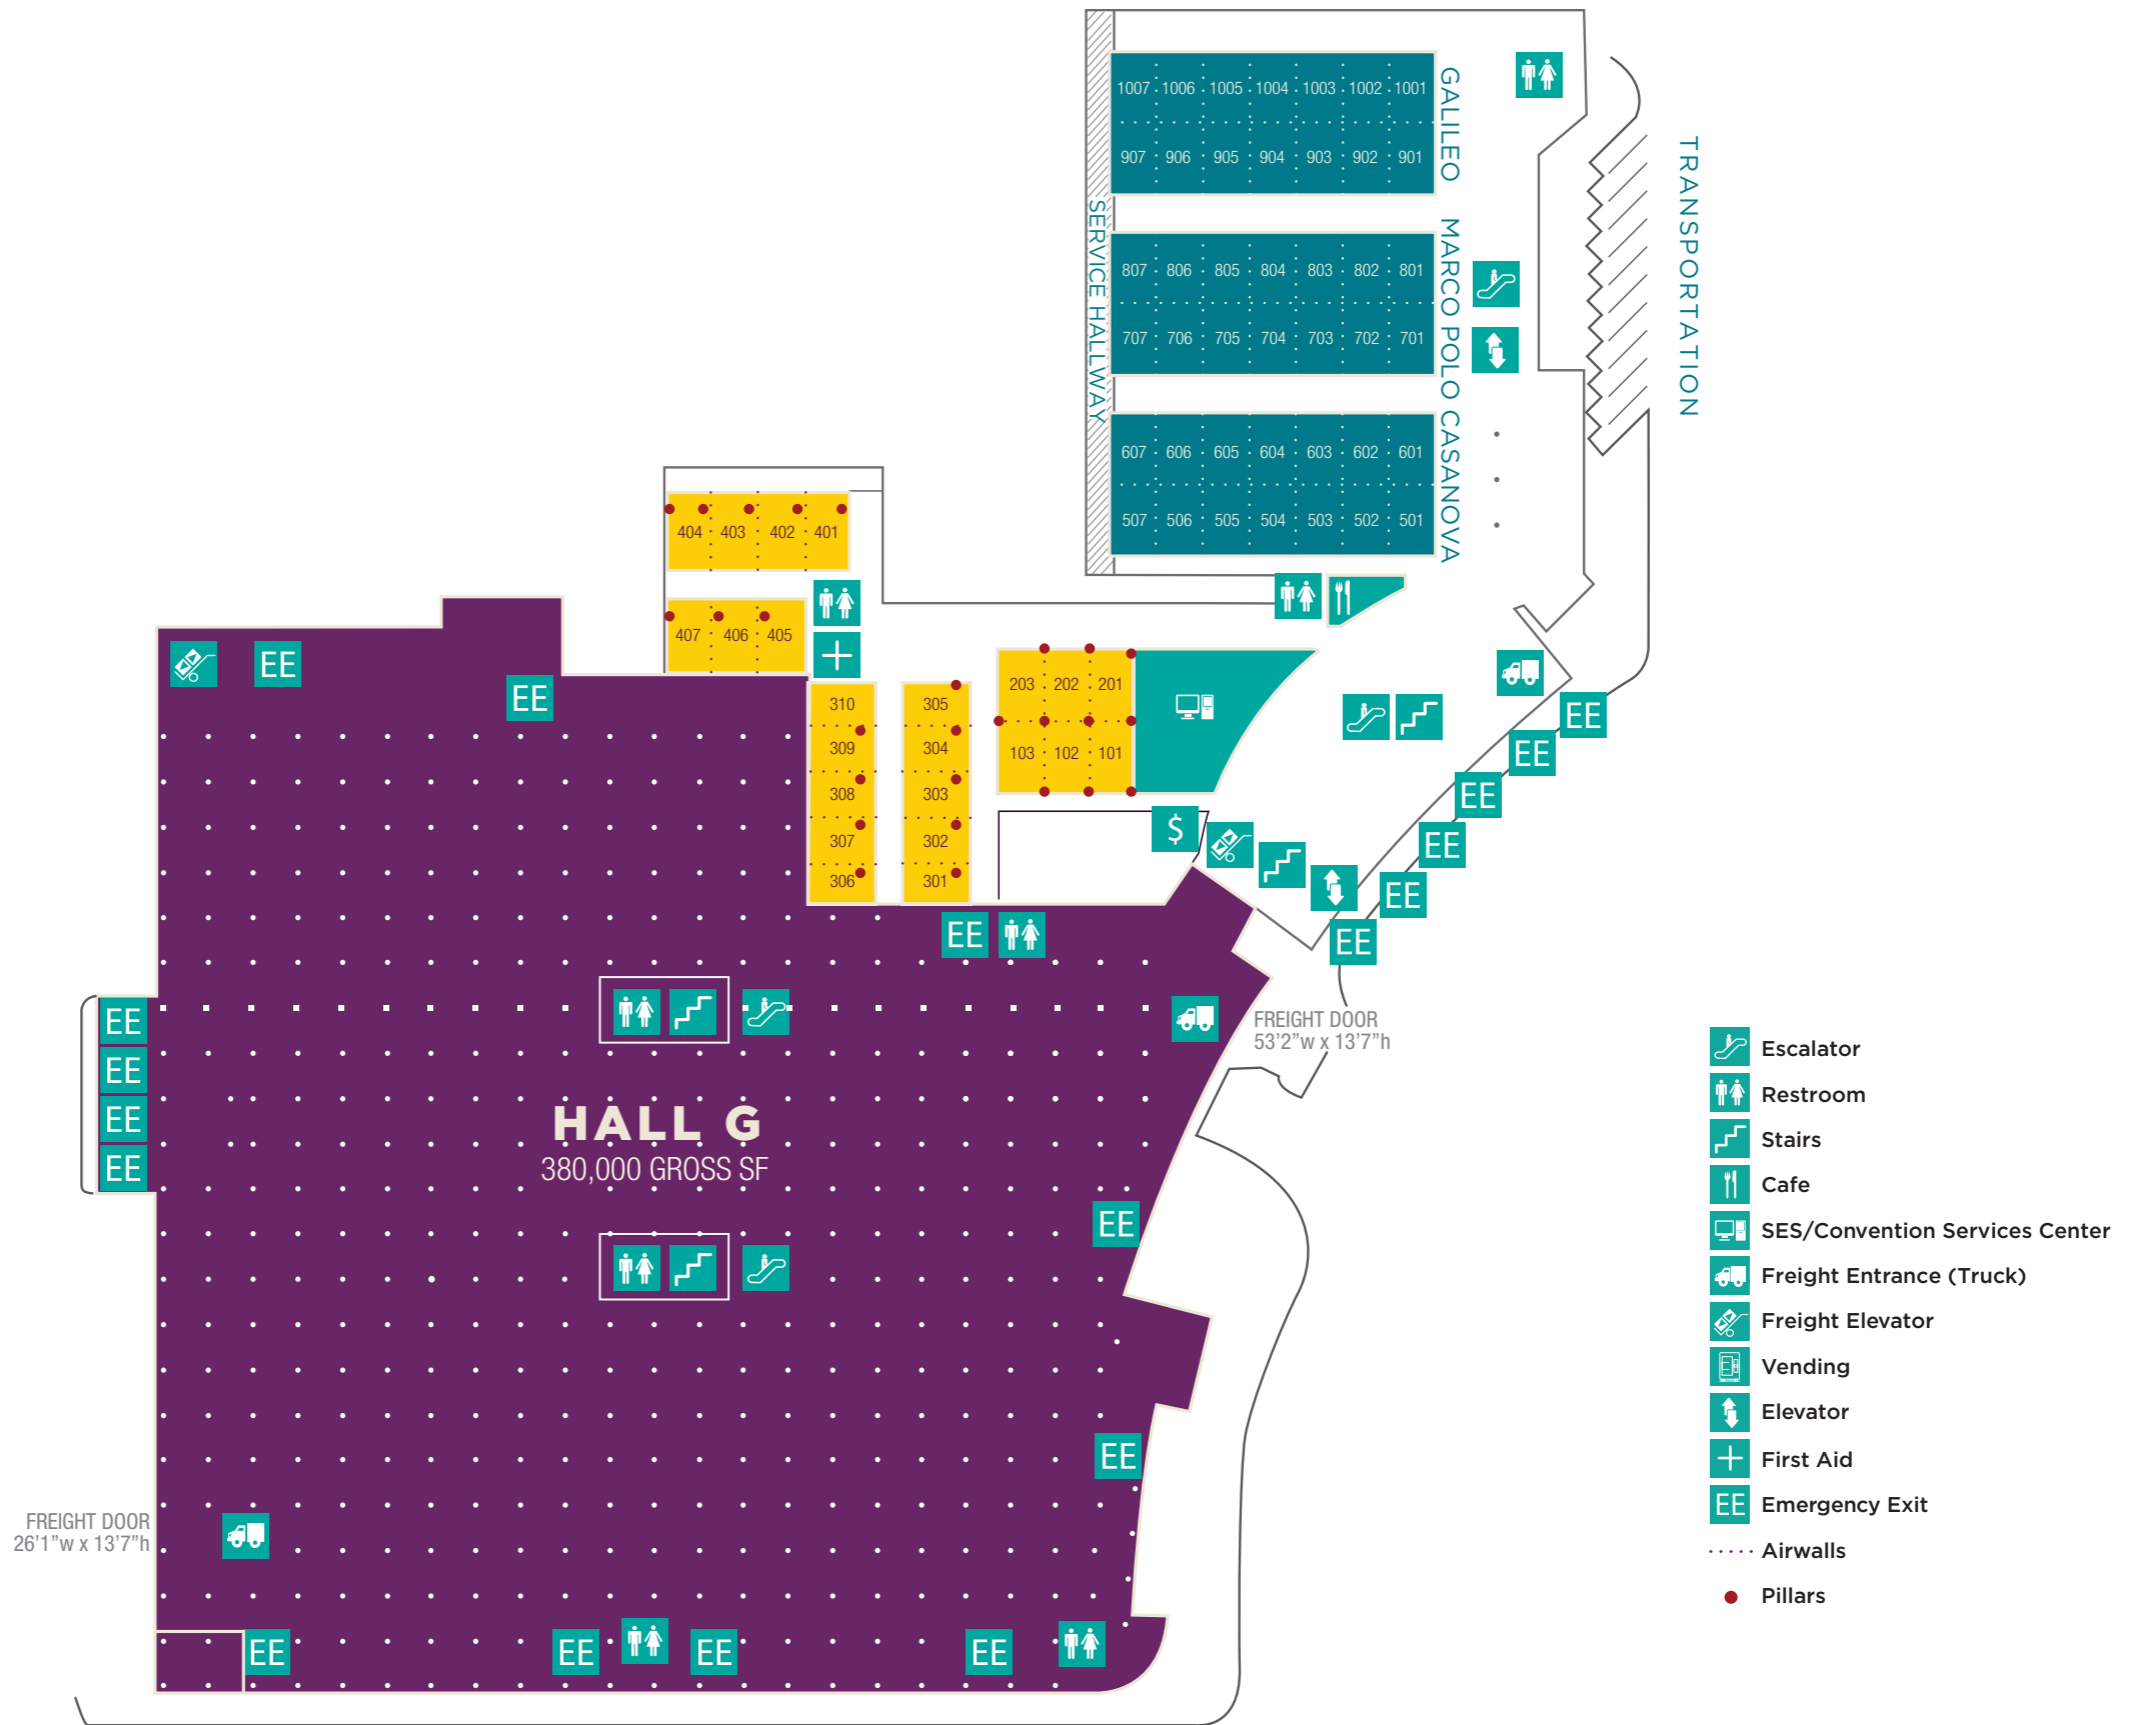 1007 1006 1005 1004 1003 1002 1001
907 906 905 904 903 902 901
GALILEO
807 806 805 804 803 802 801
707 706 705 704 703 702 701
MARCO POLO
607 606 605 604 603 602 601
507 506 505 504 503 502 501
CASANOVA
SERVICE HALLWAY
TRANSPORTATION
404 403 402 401
407 406 405
310
309
308
307
306
305
304
303
302
301
203 202 201
103 102 101
$
EE
EE
EE
EE
EE
EE
EE
EE
EE
EE
EE
EE
EE
FREIGHT DOOR
53'2"w x 13'7"h
HALL G
380,000 GROSS SF
EE
EE
FREIGHT DOOR
26'1"w x 13'7"h
EE
EE
EE
EE
Escalator
Restroom
Stairs
Cafe
SES/Convention Services Center
Freight Entrance (Truck)
Freight Elevator
Vending
Elevator
First Aid
EE Emergency Exit
Airwalls
Pillars